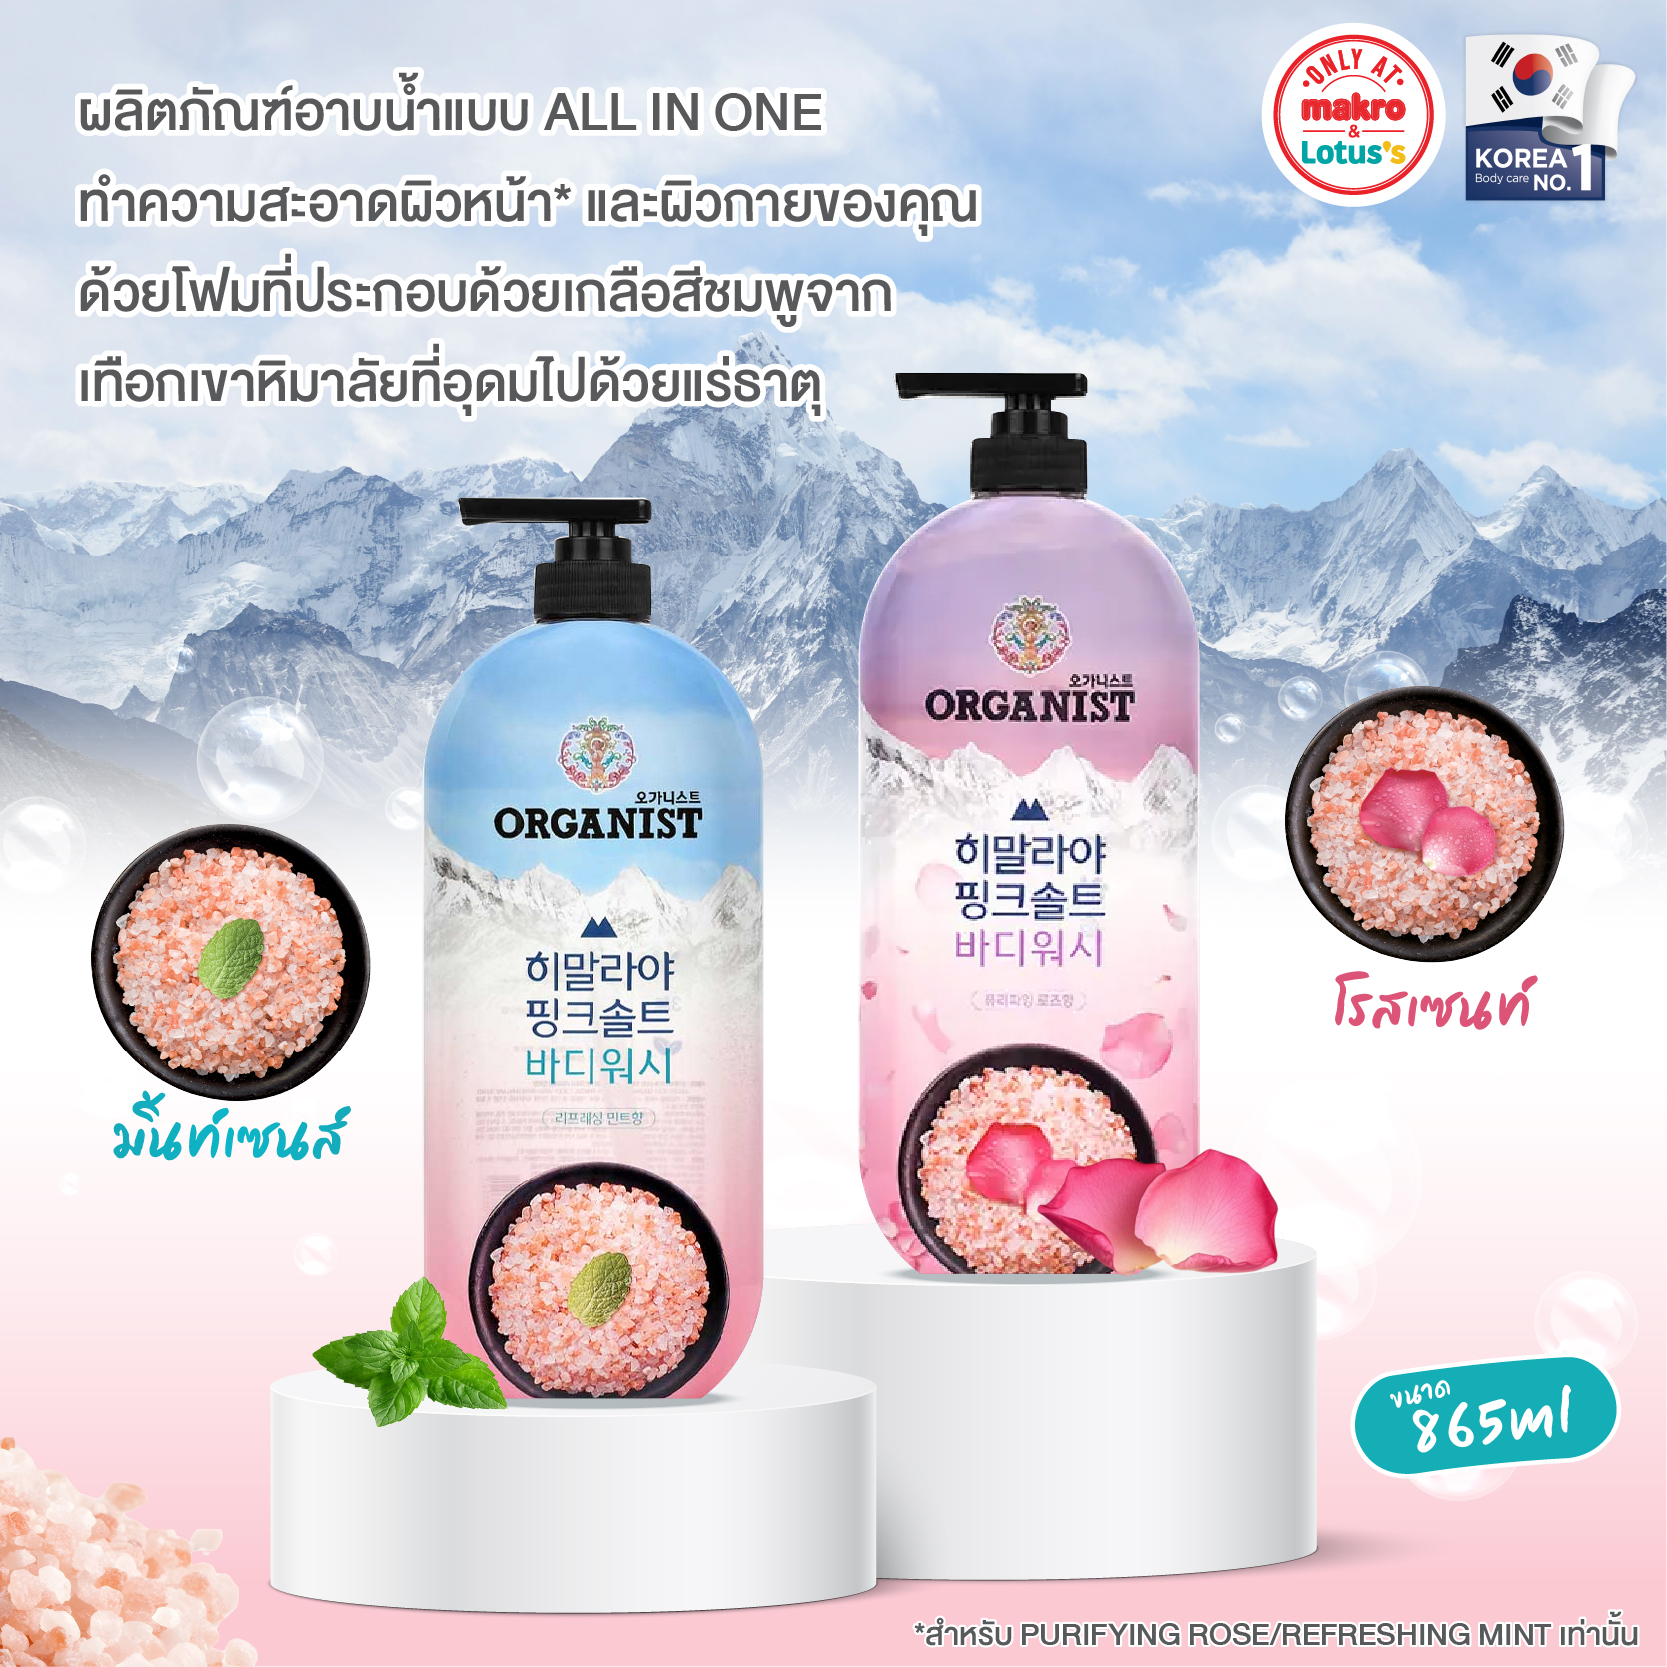 ผลิตภัณฑ์อาบน้ำแบบ ALL IN ONE
ทำความสะอาดผิวหน้า* และผิวกายของคุณ
ด้วยโฟมที่ประกอบด้วยเกลือสีชมพูจาก
เทือกเขาหิมาลัยที่อุดมไปด้วยแร่ธาตุ
ONLY AT
makro
&
Lotus's
KOREA
Body care NO. 1
오가니스트
ORGANIST
히말라야
핑크솔트
바디워시
퓨리파잉 로즈향
오가니스트
ORGANIST
히말라야
핑크솔트
바디워시
리프레싱 민트향
โรสเซนท์
มิ้นท์เซนส์
ขนาด
865ml
*สำหรับ PURIFYING ROSE/REFRESHING MINT เท่านั้น